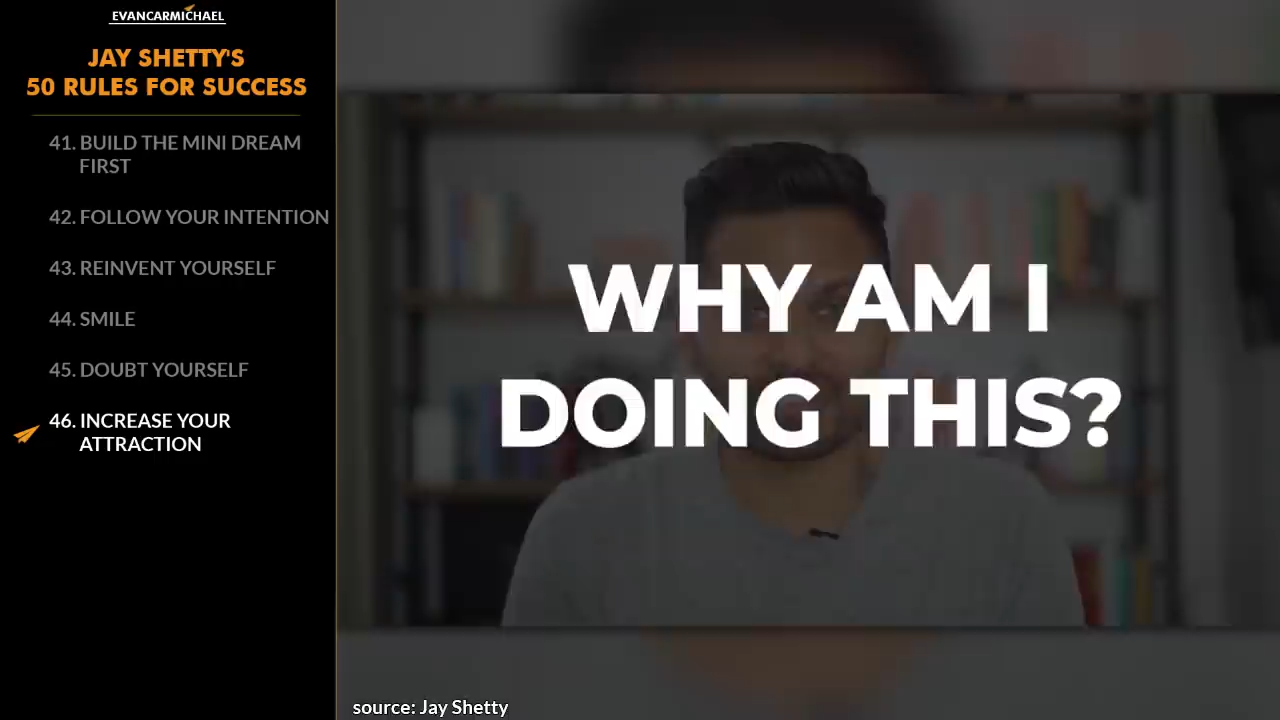 EVANCARMICHAEL
JAY SHETTY'S
50 RULES FOR SUCCESS
41. BUILD THE MINI DREAM
FIRST
42. FOLLOW YOUR INTENTION
43. REINVENT YOURSELF
44. SMILE
45. DOUBT YOURSELF
46. INCREASE YOUR
ATTRACTION
WHY AM I
DOING THIS?
source: Jay Shetty